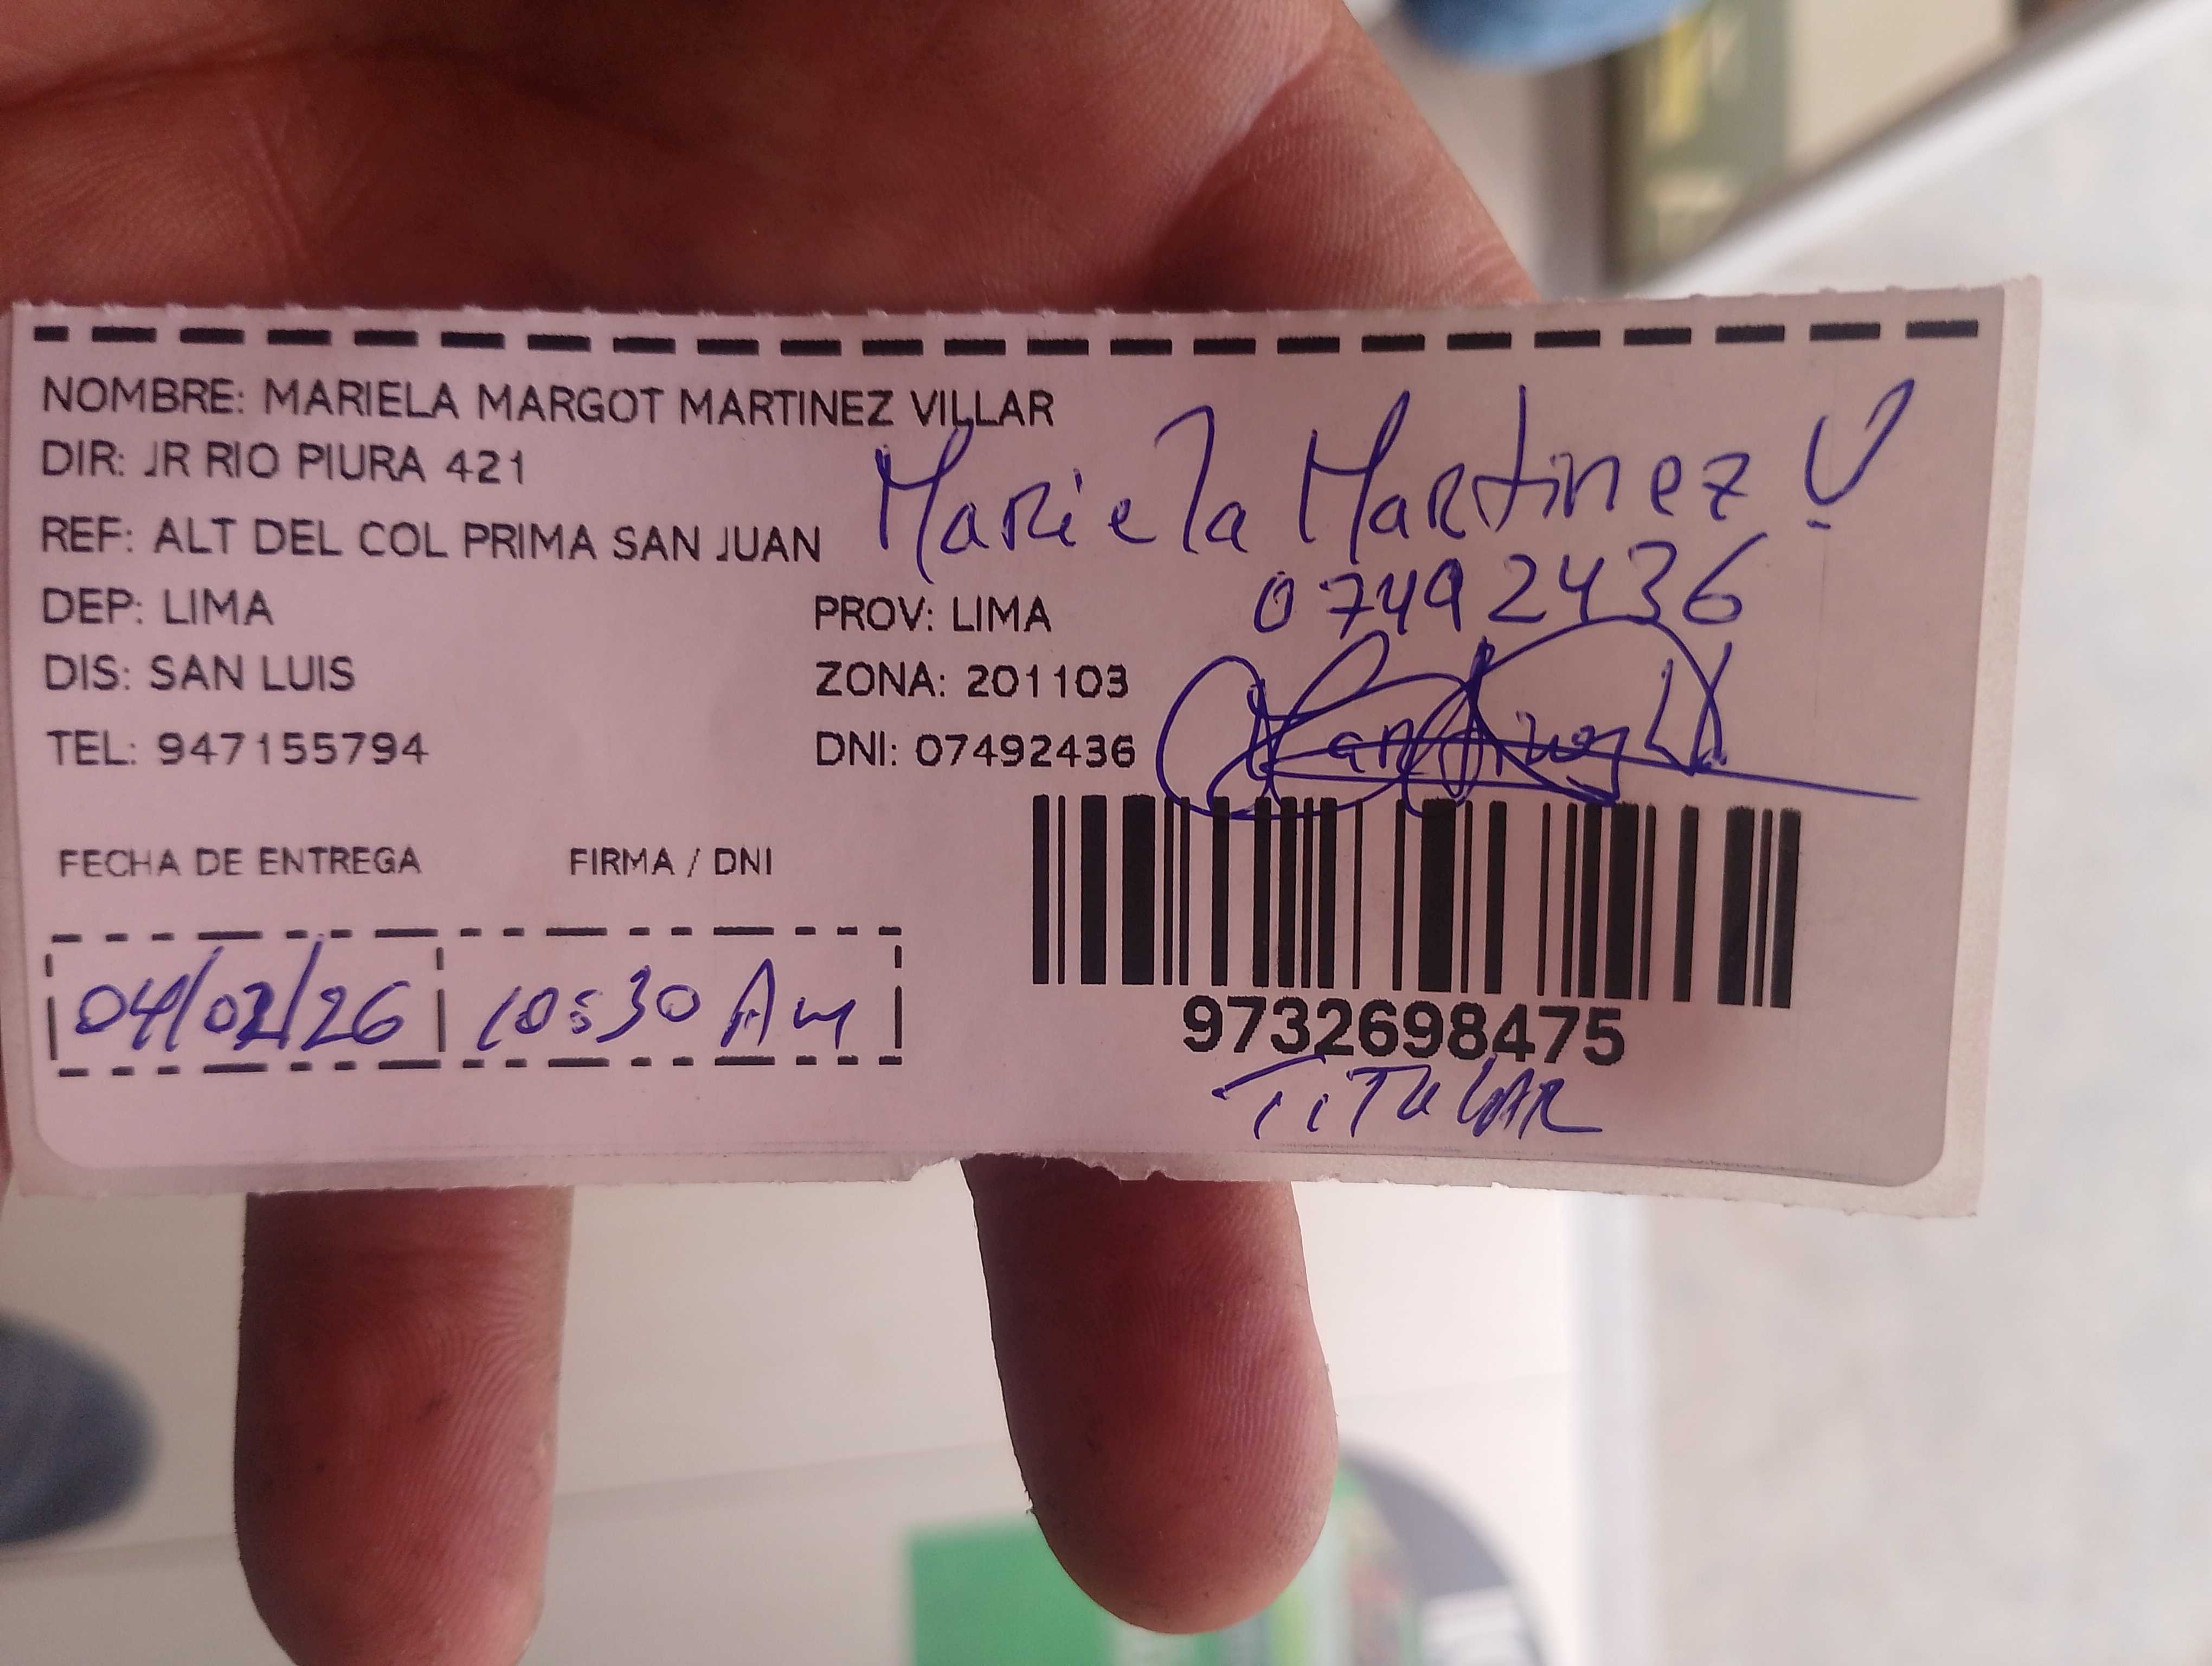 NOMBRE: MARIELA MARGOT MARTINEZ VILLAR
DIR: JR RIO PIURA 421
REF: ALT DEL COL PRIMA SAN JUAN
Mariela Martinez V.
07492436
DEP: LIMA PROV: LIMA
DIS: SAN LUIS ZONA: 201103
TEL: 947155794 DNI: 07492436
FECHA DE ENTREGA FIRMA / DNI
04/02/26 10:30 Am
9732698475
TITULAR